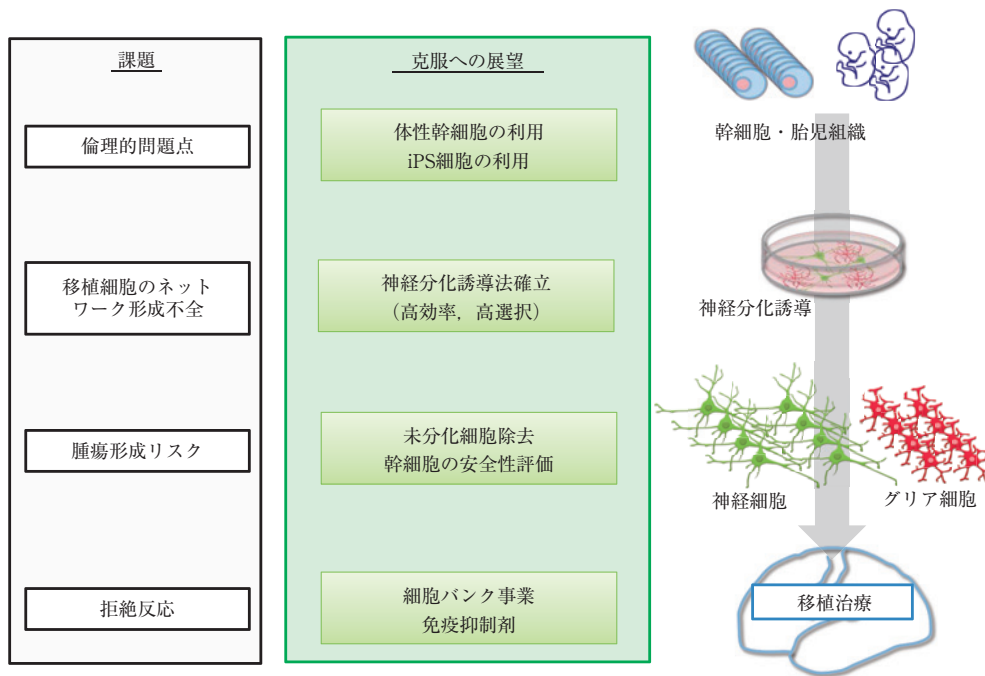 課題
倫理的問題点
移植細胞のネット
ワーク形成不全
腫瘍形成リスク
拒絶反応
克服への展望
体性幹細胞の利用
iPS細胞の利用
神経分化誘導法確立
(高効率，高選択)
未分化細胞除去
幹細胞の安全性評価
細胞バンク事業
免疫抑制剤
幹細胞・胎児組織
神経分化誘導
神経細胞
グリア細胞
移植治療